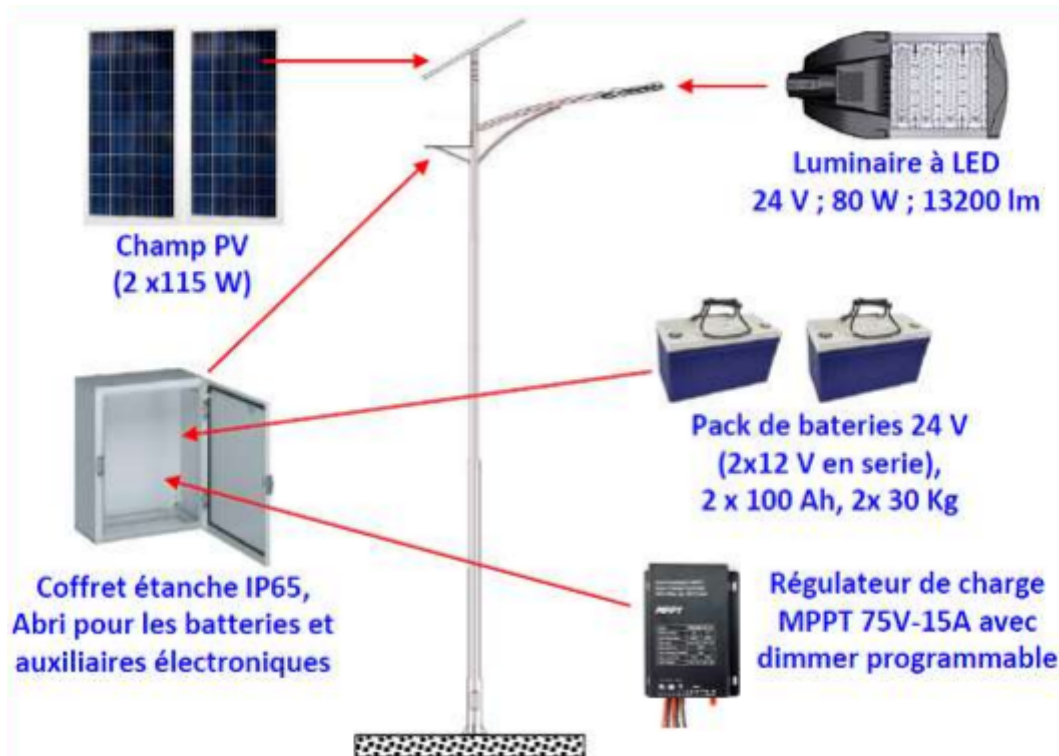 Champ PV
(2 x115 W)
Luminaire à LED
24 V ; 80 W ; 13200 lm
Pack de bateries 24 V
(2x12 V en serie),
2 x 100 Ah, 2x 30 Kg
Coffret étanche IP65,
Abri pour les batteries et
auxiliaires électroniques
MPPT
Régulateur de charge
MPPT 75V-15A avec
dimmer programmable